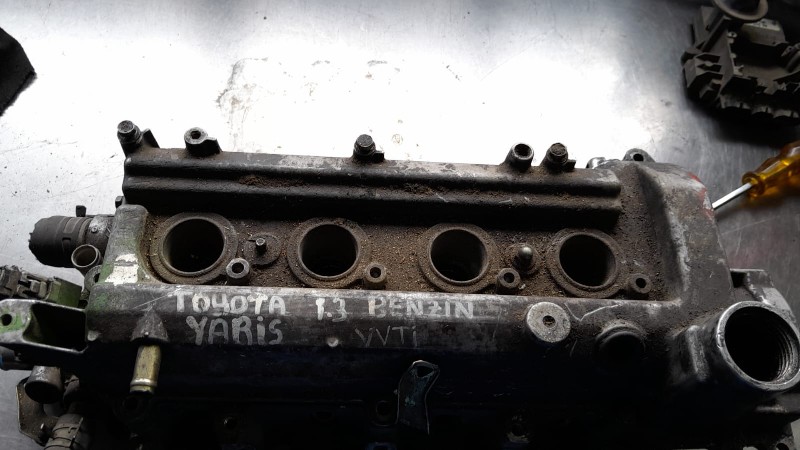 TOYOTA 1.3 BENZIN
YARIS VVTi